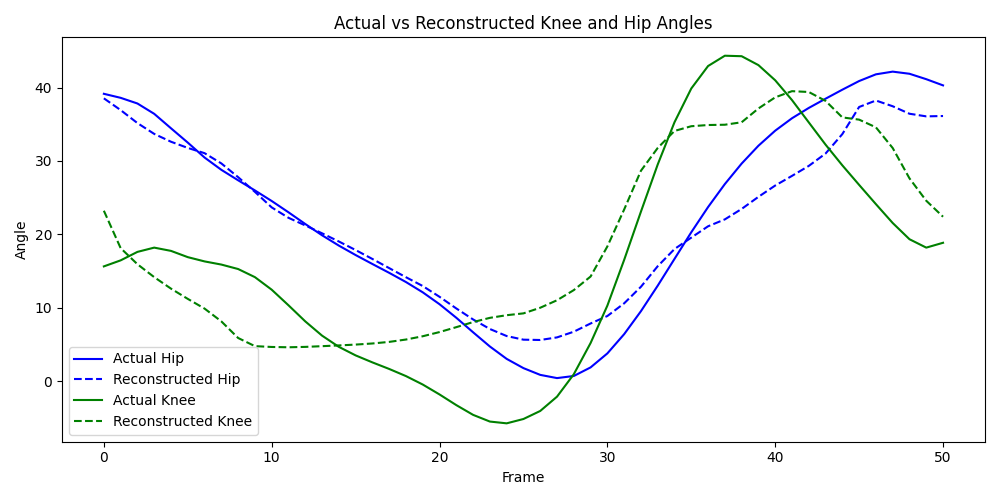 Actual vs Reconstructed Knee and Hip Angles
Angle
40
30
20
10
0
Actual Hip
Reconstructed Hip
Actual Knee
Reconstructed Knee
0 10 20 30 40 50
Frame